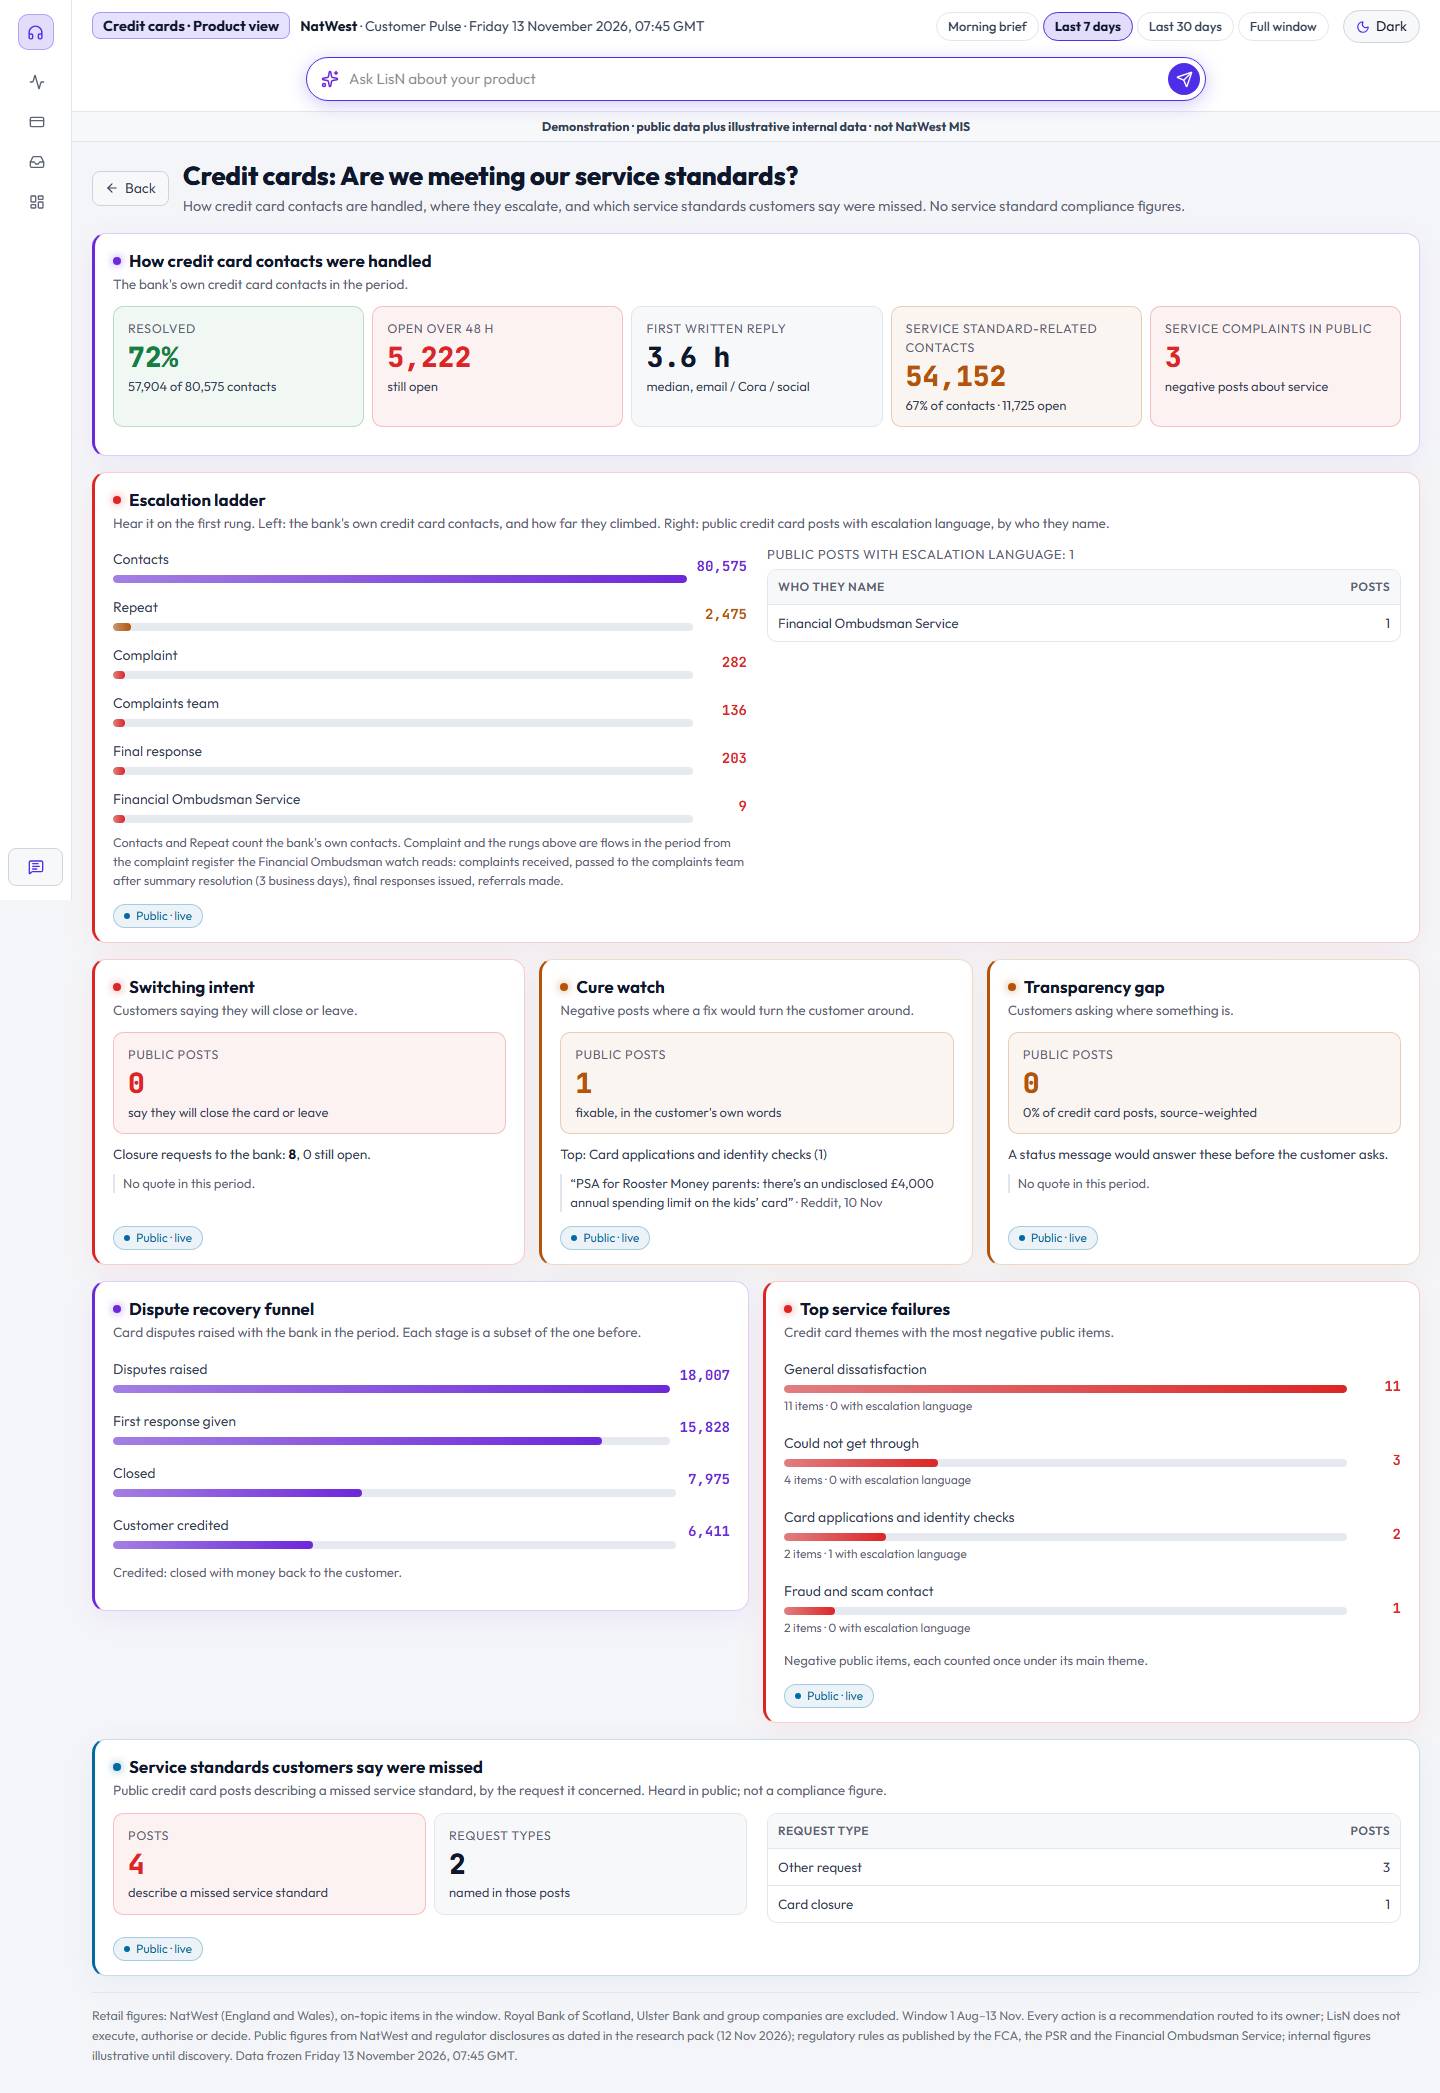 Credit cards · Product view
NatWest · Customer Pulse · Friday 13 November 2026, 07:45 GMT
Morning brief
Last 7 days
Last 30 days
Full window
Dark
Ask LisN about your product
Demonstration · public data plus illustrative internal data · not NatWest MIS
Back
Credit cards: Are we meeting our service standards?
How credit card contacts are handled, where they escalate, and which service standards customers say were missed. No service standard compliance figures.
How credit card contacts were handled
The bank's own credit card contacts in the period.
RESOLVED
72%
57,904 of 80,575 contacts
OPEN OVER 48 H
5,222
still open
FIRST WRITTEN REPLY
3.6 h
median, email / Cora / social
SERVICE STANDARD-RELATED
CONTACTS
54,152
67% of contacts · 11,725 open
SERVICE COMPLAINTS IN PUBLIC
3
negative posts about service
Escalation ladder
Hear it on the first rung. Left: the bank's own credit card contacts, and how far they climbed. Right: public credit card posts with escalation language, by who they name.
Contacts
80,575
Repeat
2,475
Complaint
282
Complaints team
136
Final response
203
Financial Ombudsman Service
9
Contacts and Repeat count the bank's own contacts. Complaint and the rungs above are flows in the period from
the complaint register the Financial Ombudsman watch reads: complaints received, passed to the complaints team
after summary resolution (3 business days), final responses issued, referrals made.
Public · live
PUBLIC POSTS WITH ESCALATION LANGUAGE: 1
WHO THEY NAME POSTS
Financial Ombudsman Service 1
Switching intent
Customers saying they will close or leave.
PUBLIC POSTS
0
say they will close the card or leave
Closure requests to the bank: 8, 0 still open.
No quote in this period.
Public · live
Cure watch
Negative posts where a fix would turn the customer around.
PUBLIC POSTS
1
fixable, in the customer's own words
Top: Card applications and identity checks (1)
“PSA for Rooster Money parents: there's an undisclosed £4,000
annual spending limit on the kids' card” · Reddit, 10 Nov
Public · live
Transparency gap
Customers asking where something is.
PUBLIC POSTS
0
0% of credit card posts, source-weighted
A status message would answer these before the customer asks.
No quote in this period.
Public · live
Dispute recovery funnel
Card disputes raised with the bank in the period. Each stage is a subset of the one before.
Disputes raised
18,007
First response given
15,828
Closed
7,975
Customer credited
6,411
Credited: closed with money back to the customer.
Top service failures
Credit card themes with the most negative public items.
General dissatisfaction
11
11 items · 0 with escalation language
Could not get through
3
4 items · 0 with escalation language
Card applications and identity checks
2
2 items · 1 with escalation language
Fraud and scam contact
1
2 items · 0 with escalation language
Negative public items, each counted once under its main theme.
Public · live
Service standards customers say were missed
Public credit card posts describing a missed service standard, by the request it concerned. Heard in public; not a compliance figure.
POSTS
4
describe a missed service standard
REQUEST TYPES
2
named in those posts
REQUEST TYPE POSTS
Other request 3
Card closure 1
Public · live
Retail figures: NatWest (England and Wales), on-topic items in the window. Royal Bank of Scotland, Ulster Bank and group companies are excluded. Window 1 Aug–13 Nov. Every action is a recommendation routed to its owner; LisN does not
execute, authorise or decide. Public figures from NatWest and regulator disclosures as dated in the research pack (12 Nov 2026); regulatory rules as published by the FCA, the PSR and the Financial Ombudsman Service; internal figures
illustrative until discovery. Data frozen Friday 13 November 2026, 07:45 GMT.